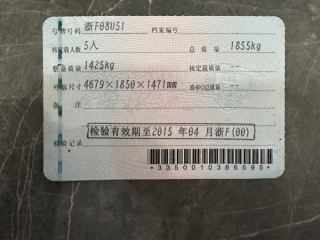 号牌号码 浙F08U51 档案编号
核定载人数 5人 总质量 1855kg
整备质量 1425kg 核定载质量 --
外廓尺寸 4679×1850×1471mm 准牵引总质量 --
备注
检验有效期至2015 年04 月浙F(00)
检验记录
*3350010386595*